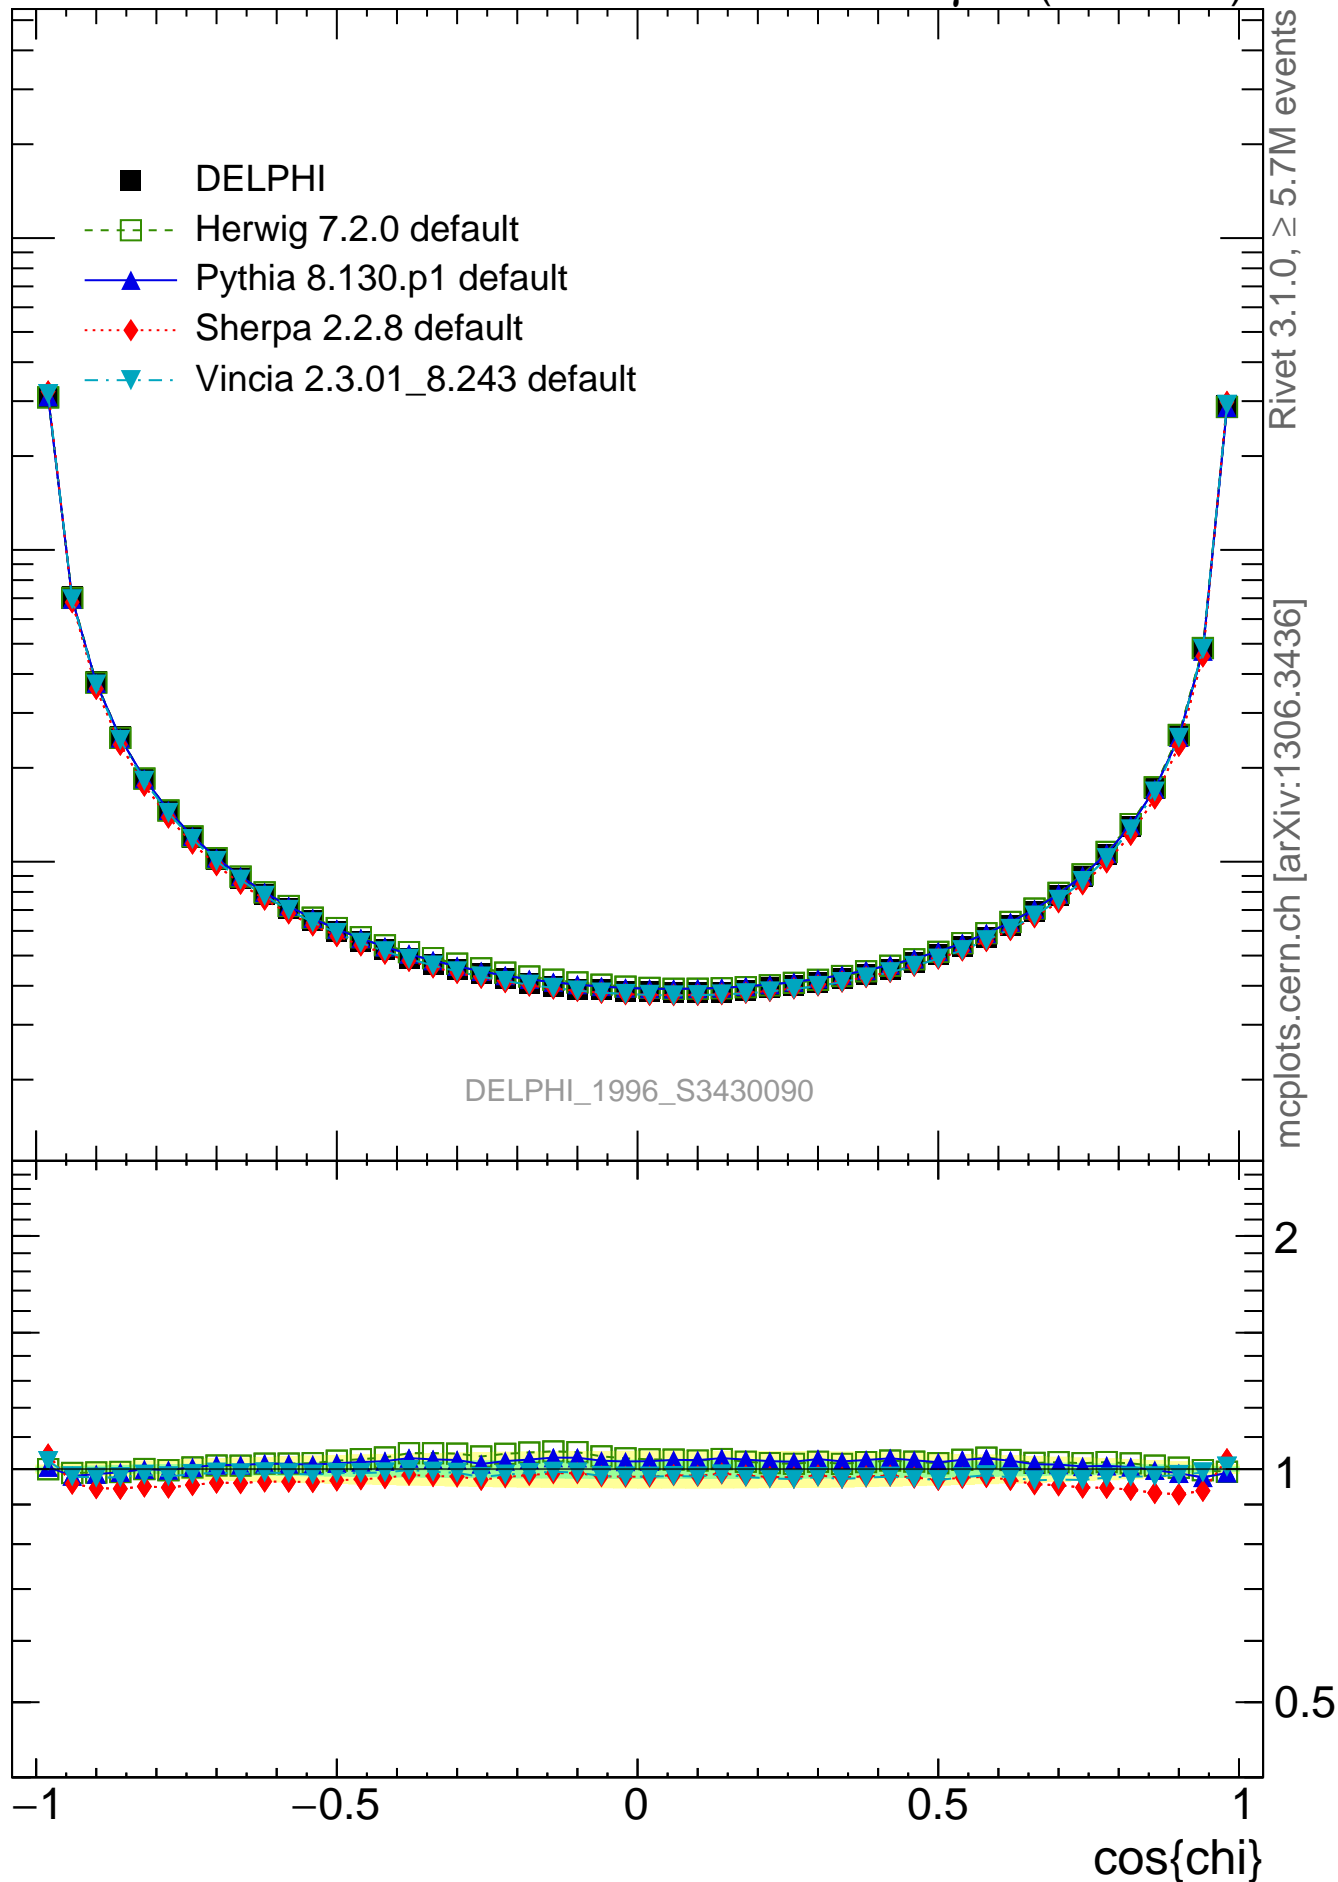 DELPHI
Herwig 7.2.0 default
Pythia 8.130.p1 default
Sherpa 2.2.8 default
Vincia 2.3.01_8.243 default
DELPHI_1996_S3430090
Rivet 3.1.0, ≥ 5.7M events
mcplots.cern.ch [arXiv:1306.3436]
2
1
0.5
−1
−0.5
0
0.5
1
cos{chi}